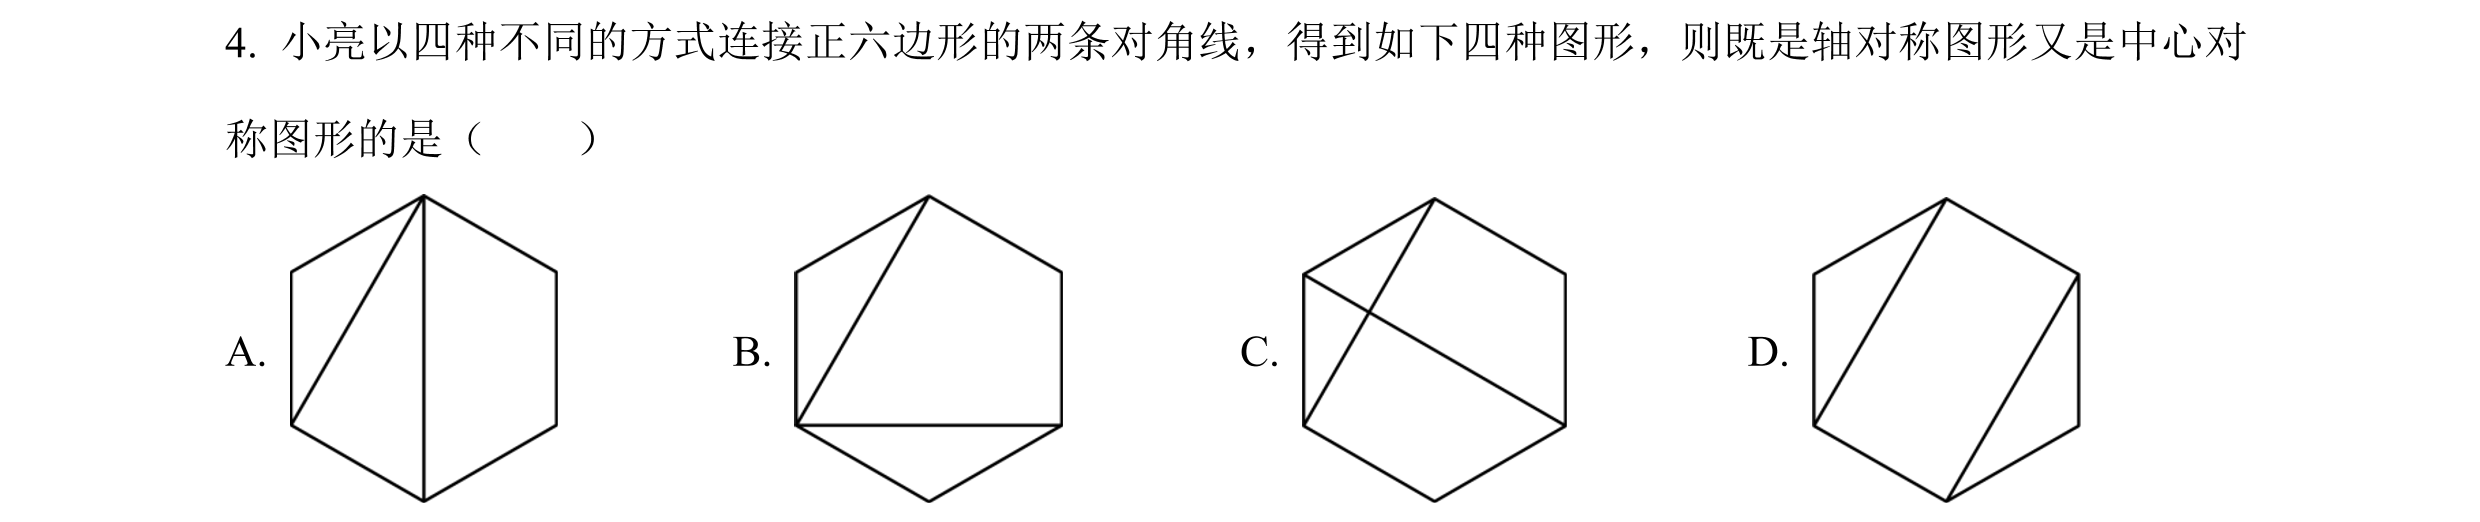 4. 小亮以四种不同的方式连接正六边形的两条对角线，得到如下四种图形，则既是轴对称图形又是中心对
称图形的是（　　）
A. B. C. D.